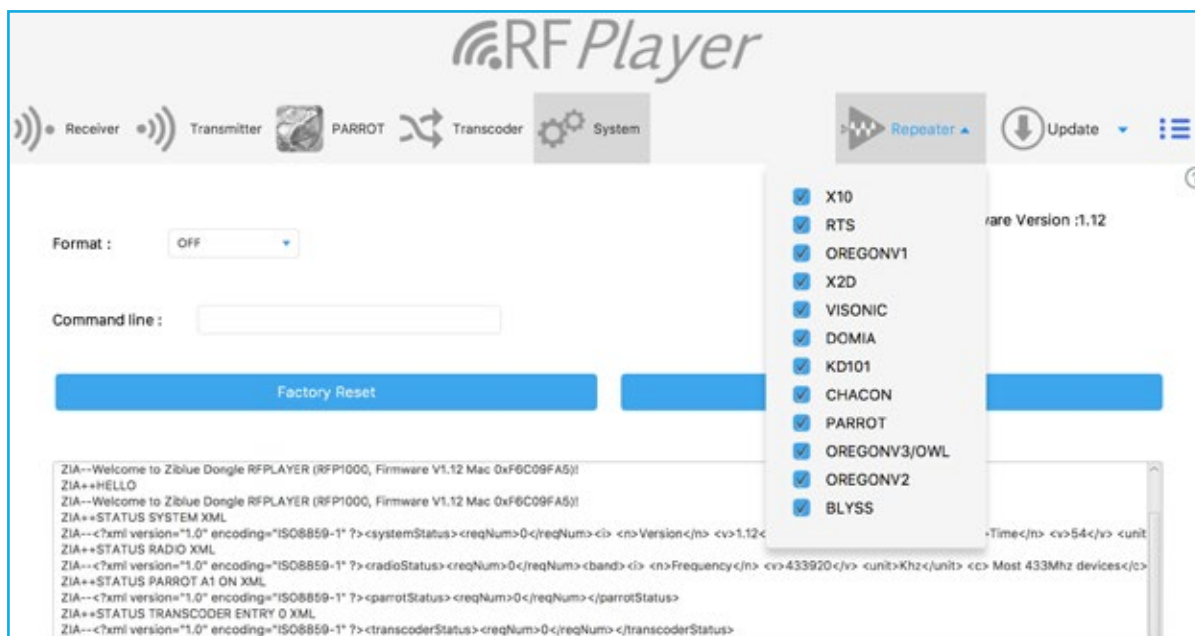 RFPlayer
Receiver Transmitter PARROT Transcoder System Repeater Update
X10
RTS
OREGONV1
X2D
VISONIC
DOMIA
KD101
CHACON
PARROT
OREGONV3/OWL
OREGONV2
BLYSS
Version :1.12
Format : OFF
Command line :
Factory Reset
ZIA--Welcome to Ziblue Dongle RFPLAYER (RFP1000, Firmware V1.12 Mac 0xF6C09FA5)!
ZIA++HELLO
ZIA--Welcome to Ziblue Dongle RFPLAYER (RFP1000, Firmware V1.12 Mac 0xF6C09FA5)!
ZIA++STATUS SYSTEM XML
ZIA--<?xml version="1.0" encoding="ISO8859-1" ?><systemStatus><reqNum>0</reqNum><i> <n>Version</n> <v>1.12< Time</n> <v>54</v> <unit
ZIA++STATUS RADIO XML
ZIA--<?xml version="1.0" encoding="ISO8859-1" ?><radioStatus><reqNum>0</reqNum><band><i> <n>Frequency</n> <v>433920</v> <unit>Khz</unit> <c> Most 433Mhz devices</c>
ZIA++STATUS PARROT A1 ON XML
ZIA--<?xml version="1.0" encoding="ISO8859-1" ?><parrotStatus><reqNum>0</reqNum></parrotStatus>
ZIA++STATUS TRANSCODER ENTRY 0 XML
ZIA--<?xml version="1.0" encoding="ISO8859-1" ?><transcoderStatus><reqNum>0</reqNum></transcoderStatus>